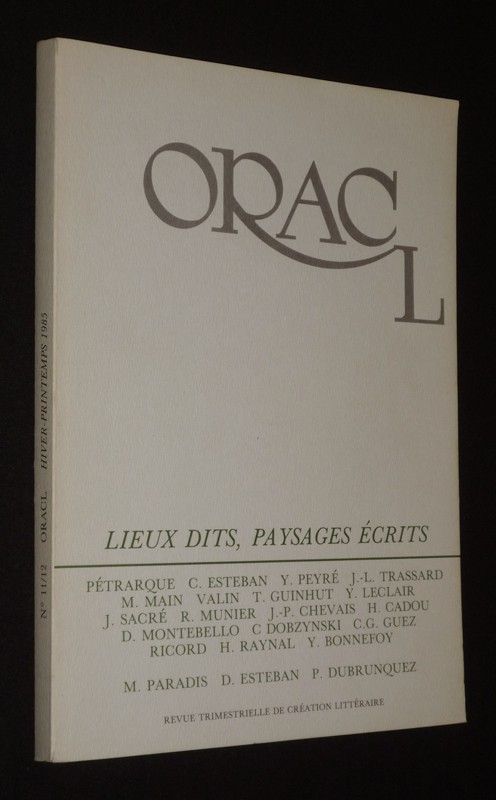 ORACL
LIEUX DITS, PAYSAGES ÉCRITS
PÉTRARQUE C. ESTEBAN Y. PEYRÉ J.-L. TRASSARD
M. MAIN VALIN T. GUINHUT Y. LECLAIR
J. SACRÉ R. MUNIER J.-P. CHEVAIS H. CADOU
D. MONTEBELLO C DOBZYNSKI C.G. GUEZ
RICORD H. RAYNAL Y. BONNEFOY
M. PARADIS D. ESTEBAN P. DUBRUNQUEZ
REVUE TRIMESTRIELLE DE CRÉATION LITTÉRAIRE
N° 11/12 ORACL HIVER-PRINTEMPS 1985